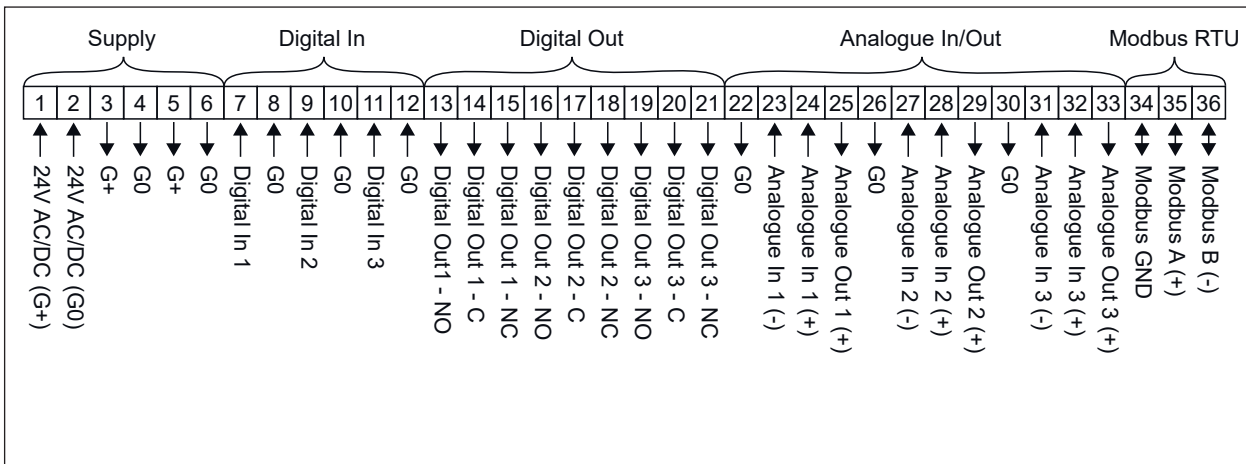 Supply
Digital In
Digital Out
Analogue In/Out
Modbus RTU
1 2 3 4 5 6 7 8 9 10 11 12 13 14 15 16 17 18 19 20 21 22 23 24 25 26 27 28 29 30 31 32 33 34 35 36
24V AC/DC (G+)
24V AC/DC (G0)
G+
G0
G+
G0
Digital In 1
G0
Digital In 2
G0
Digital In 3
G0
Digital Out1 - NO
Digital Out 1 - C
Digital Out 1 - NC
Digital Out 2 - NO
Digital Out 2 - C
Digital Out 2 - NC
Digital Out 3 - NO
Digital Out 3 - C
Digital Out 3 - NC
G0
Analogue In 1 (-)
Analogue In 1 (+)
Analogue Out 1 (+)
G0
Analogue In 2 (-)
Analogue In 2 (+)
Analogue Out 2 (+)
G0
Analogue In 3 (-)
Analogue In 3 (+)
Analogue Out 3 (+)
Modbus GND
Modbus A (+)
Modbus B (-)